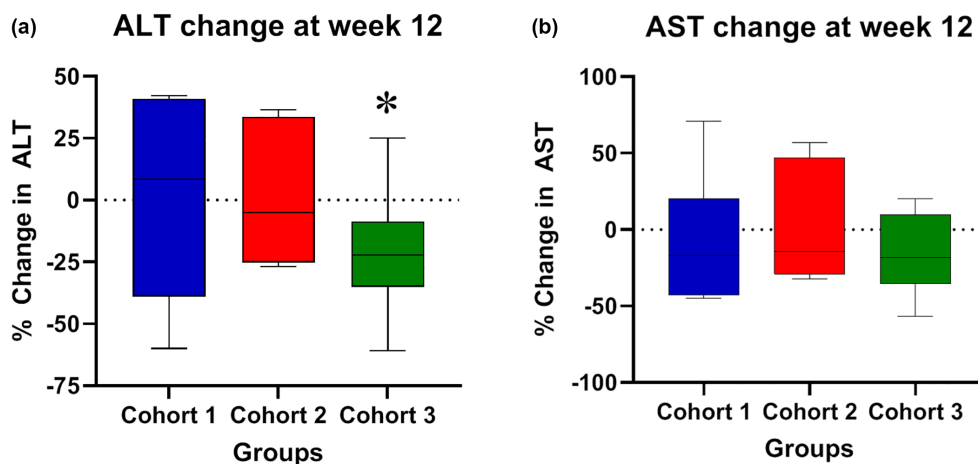 (a) ALT change at week 12
% Change in ALT
50
25
0
-25
-50
-75
*
Cohort 1 Cohort 2 Cohort 3
Groups
(b) AST change at week 12
% Change in AST
100
50
0
-50
-100
Cohort 1 Cohort 2 Cohort 3
Groups